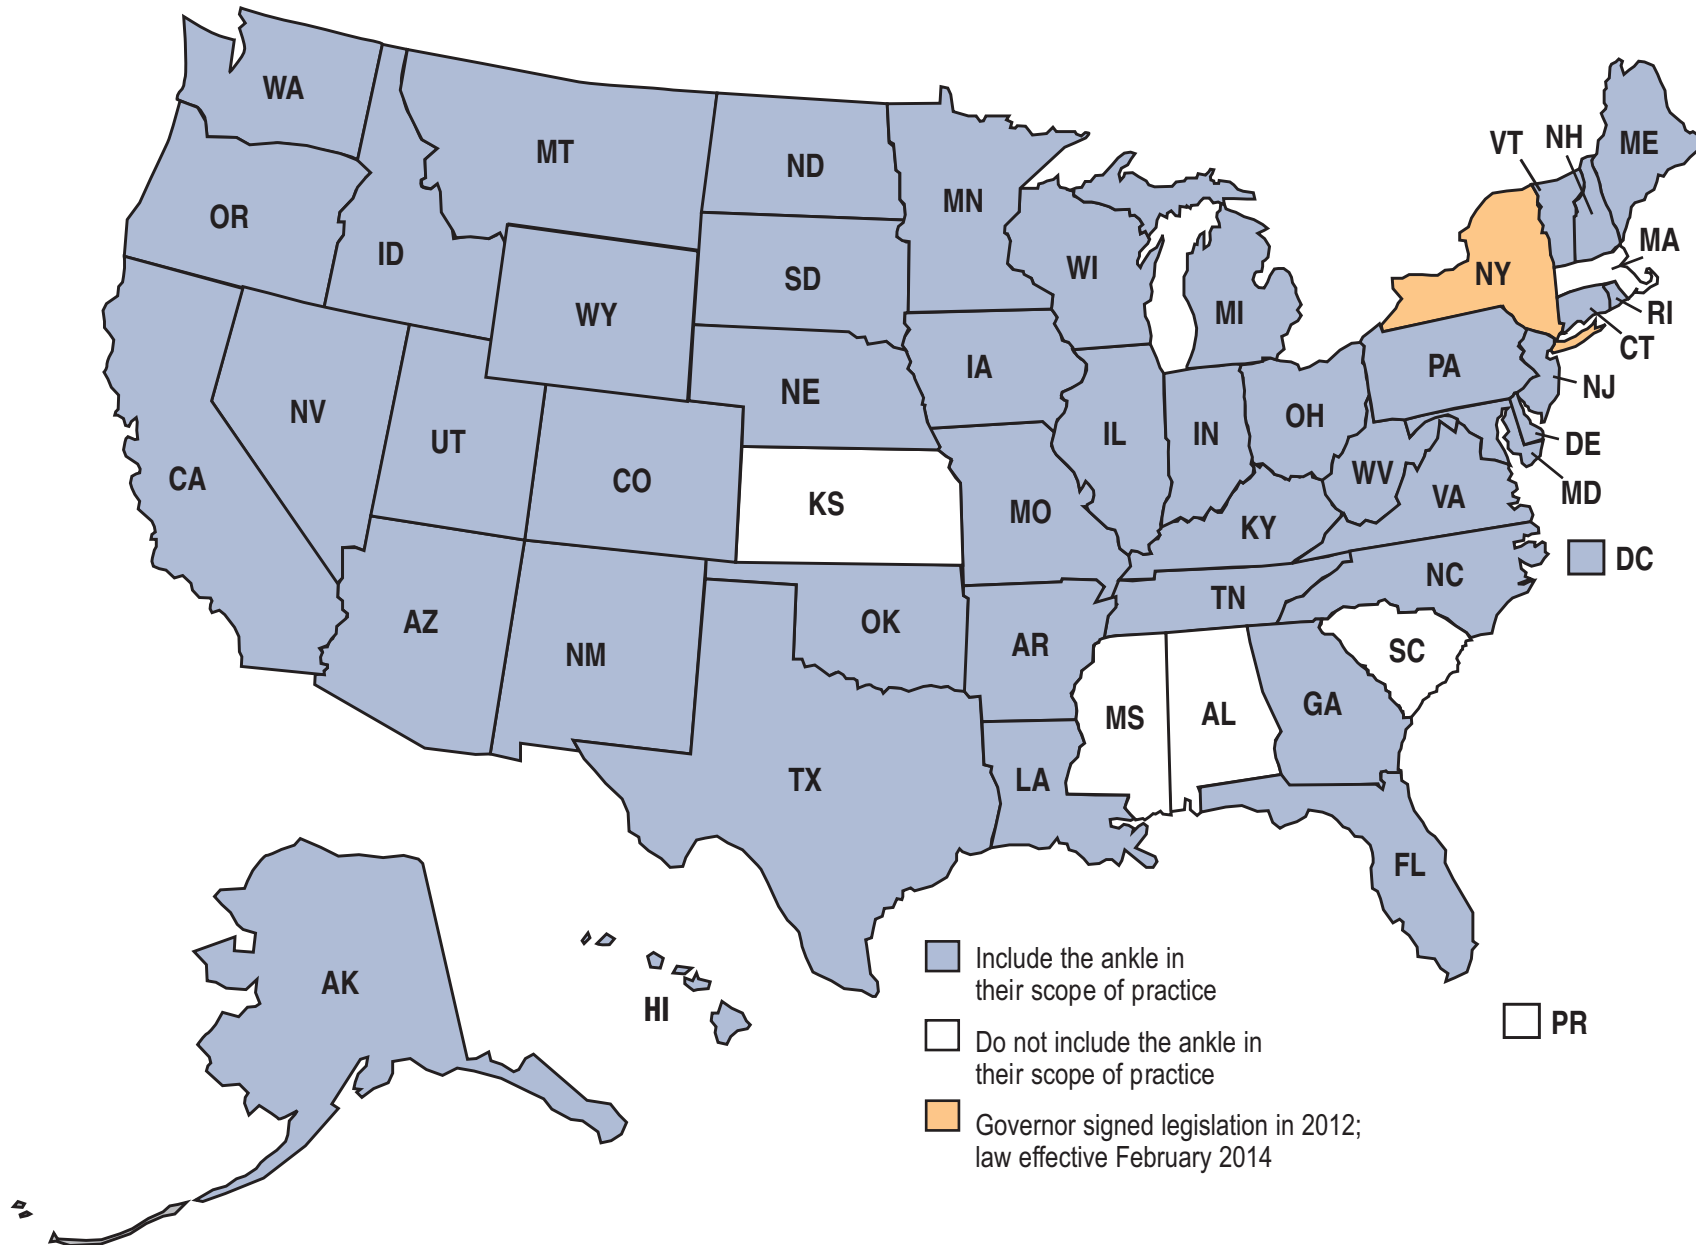 WA
MT
ND
MN
VT
NH
ME
OR
ID
SD
WI
MI
NY
MA
RI
CT
WY
IA
NE
PA
NJ
NV
UT
CO
IL
IN
OH
DE
MD
CA
KS
MO
WV
VA
KY
DC
NC
TN
AZ
NM
OK
AR
SC
MS
AL
GA
TX
LA
FL
AK
HI
PR
Include the ankle in
their scope of practice
Do not include the ankle in
their scope of practice
Governor signed legislation in 2012;
law effective February 2014